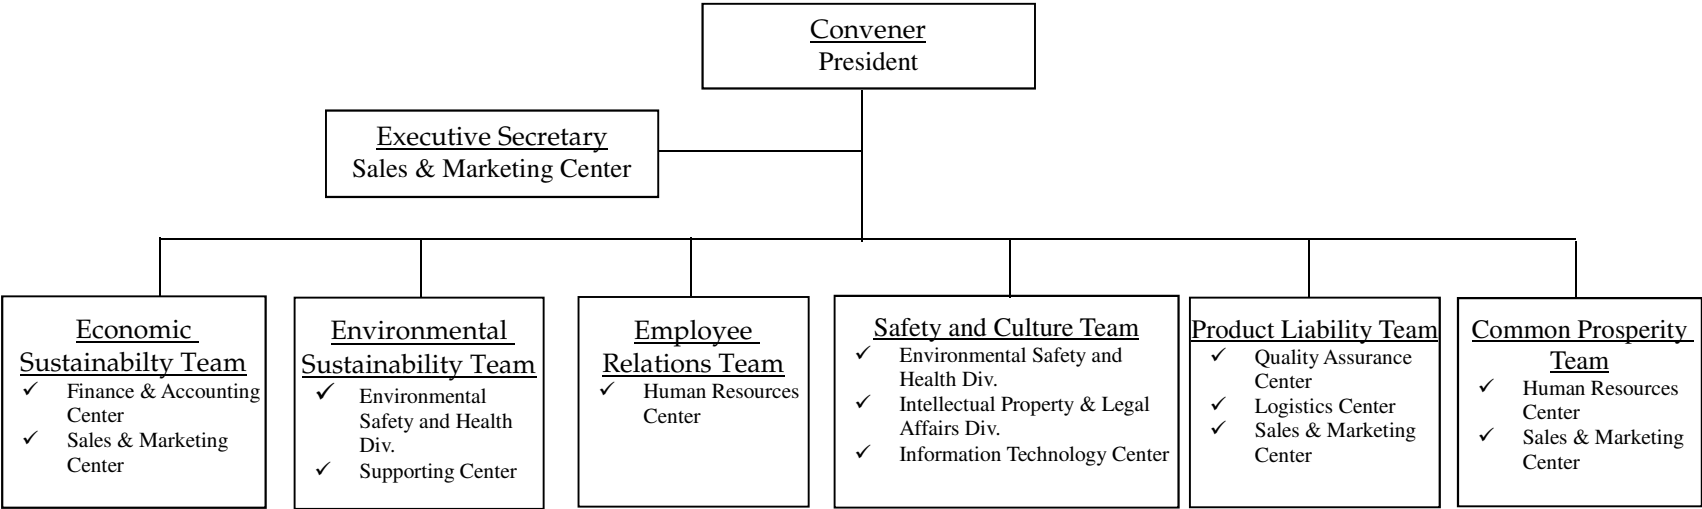 Convener
President
Executive Secretary
Sales & Marketing Center
Economic
Sustainabilty Team
✓ Finance & Accounting
Center
✓ Sales & Marketing
Center
Environmental
Sustainability Team
✓ Environmental
Safety and Health
Div.
✓ Supporting Center
Employee
Relations Team
✓ Human Resources
Center
Safety and Culture Team
✓ Environmental Safety and
Health Div.
✓ Intellectual Property & Legal
Affairs Div.
✓ Information Technology Center
Product Liability Team
✓ Quality Assurance
Center
✓ Logistics Center
✓ Sales & Marketing
Center
Common Prosperity
Team
✓ Human Resources
Center
✓ Sales & Marketing
Center